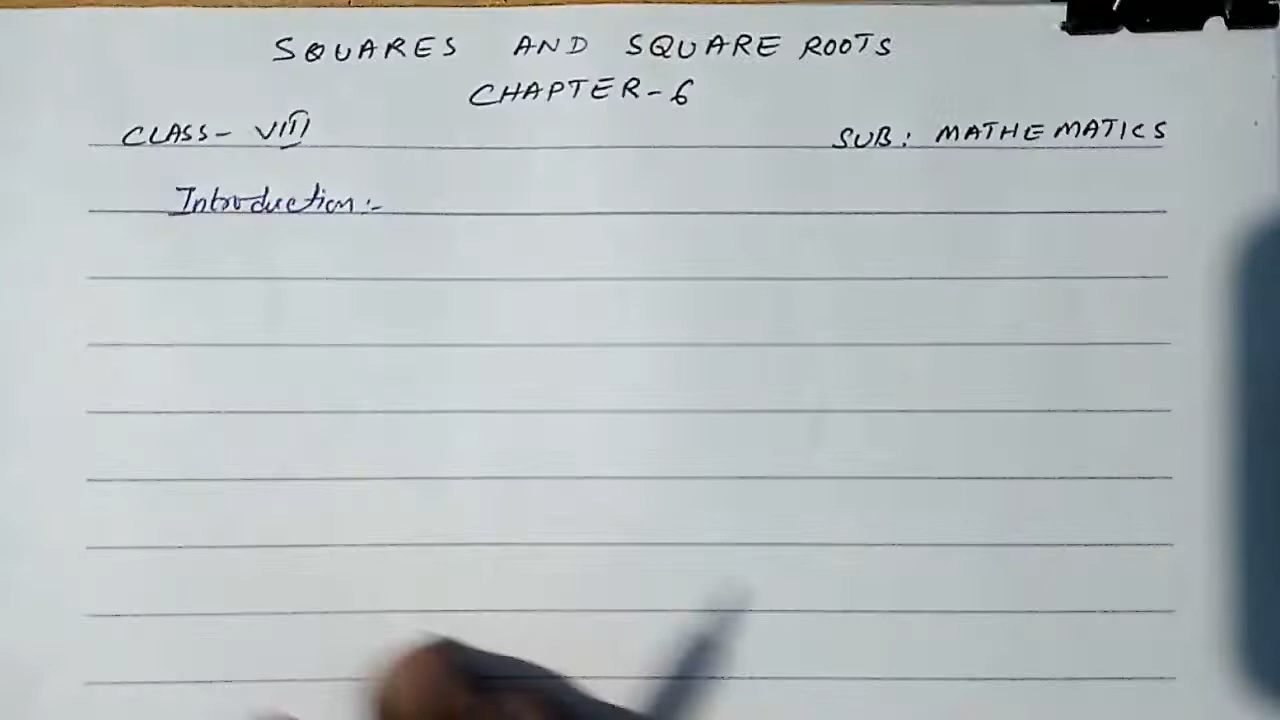 SQUARES AND SQUARE ROOTS
CHAPTER-6
CLASS- VIII
SUB: MATHEMATICS
Introduction:-